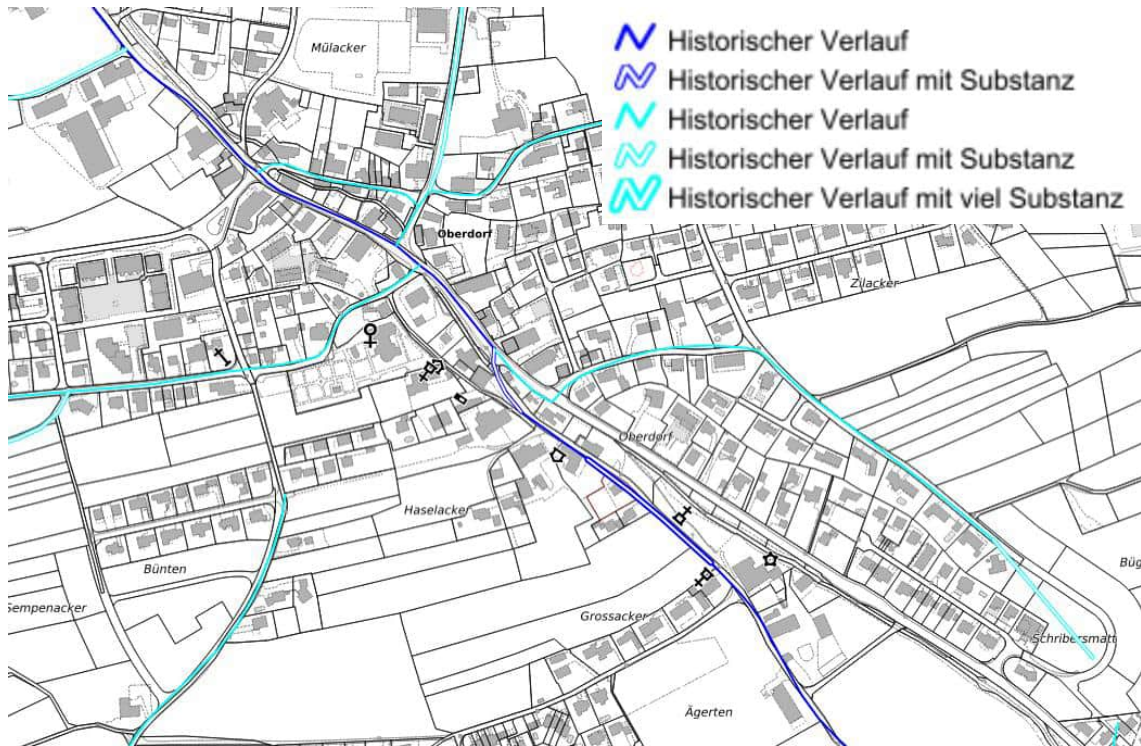 Historischer Verlauf
Historischer Verlauf mit Substanz
Historischer Verlauf
Historischer Verlauf mit Substanz
Historischer Verlauf mit viel Substanz
Mülacker
Oberdorf
Zilacker
Oberdorf
Haselacker
Bünten
Büg
Sempenacker
Grossacker
Schribersmatt
Ägerten